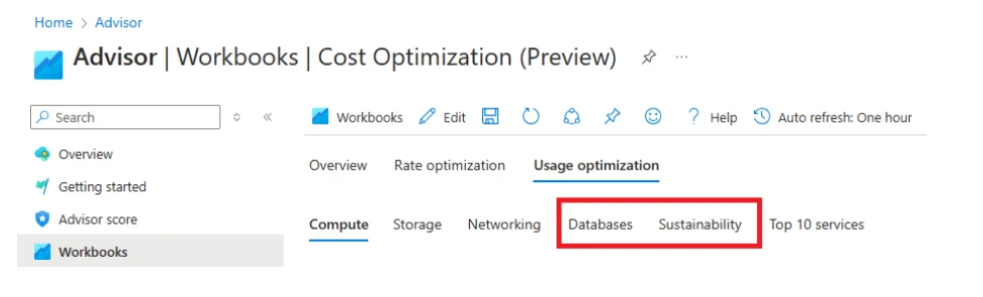 Home > Advisor
Advisor | Workbooks | Cost Optimization (Preview)
Search
Workbooks Edit Help Auto refresh: One hour
Overview
Getting started
Advisor score
Workbooks
Overview Rate optimization Usage optimization
Compute Storage Networking Databases Sustainability Top 10 services